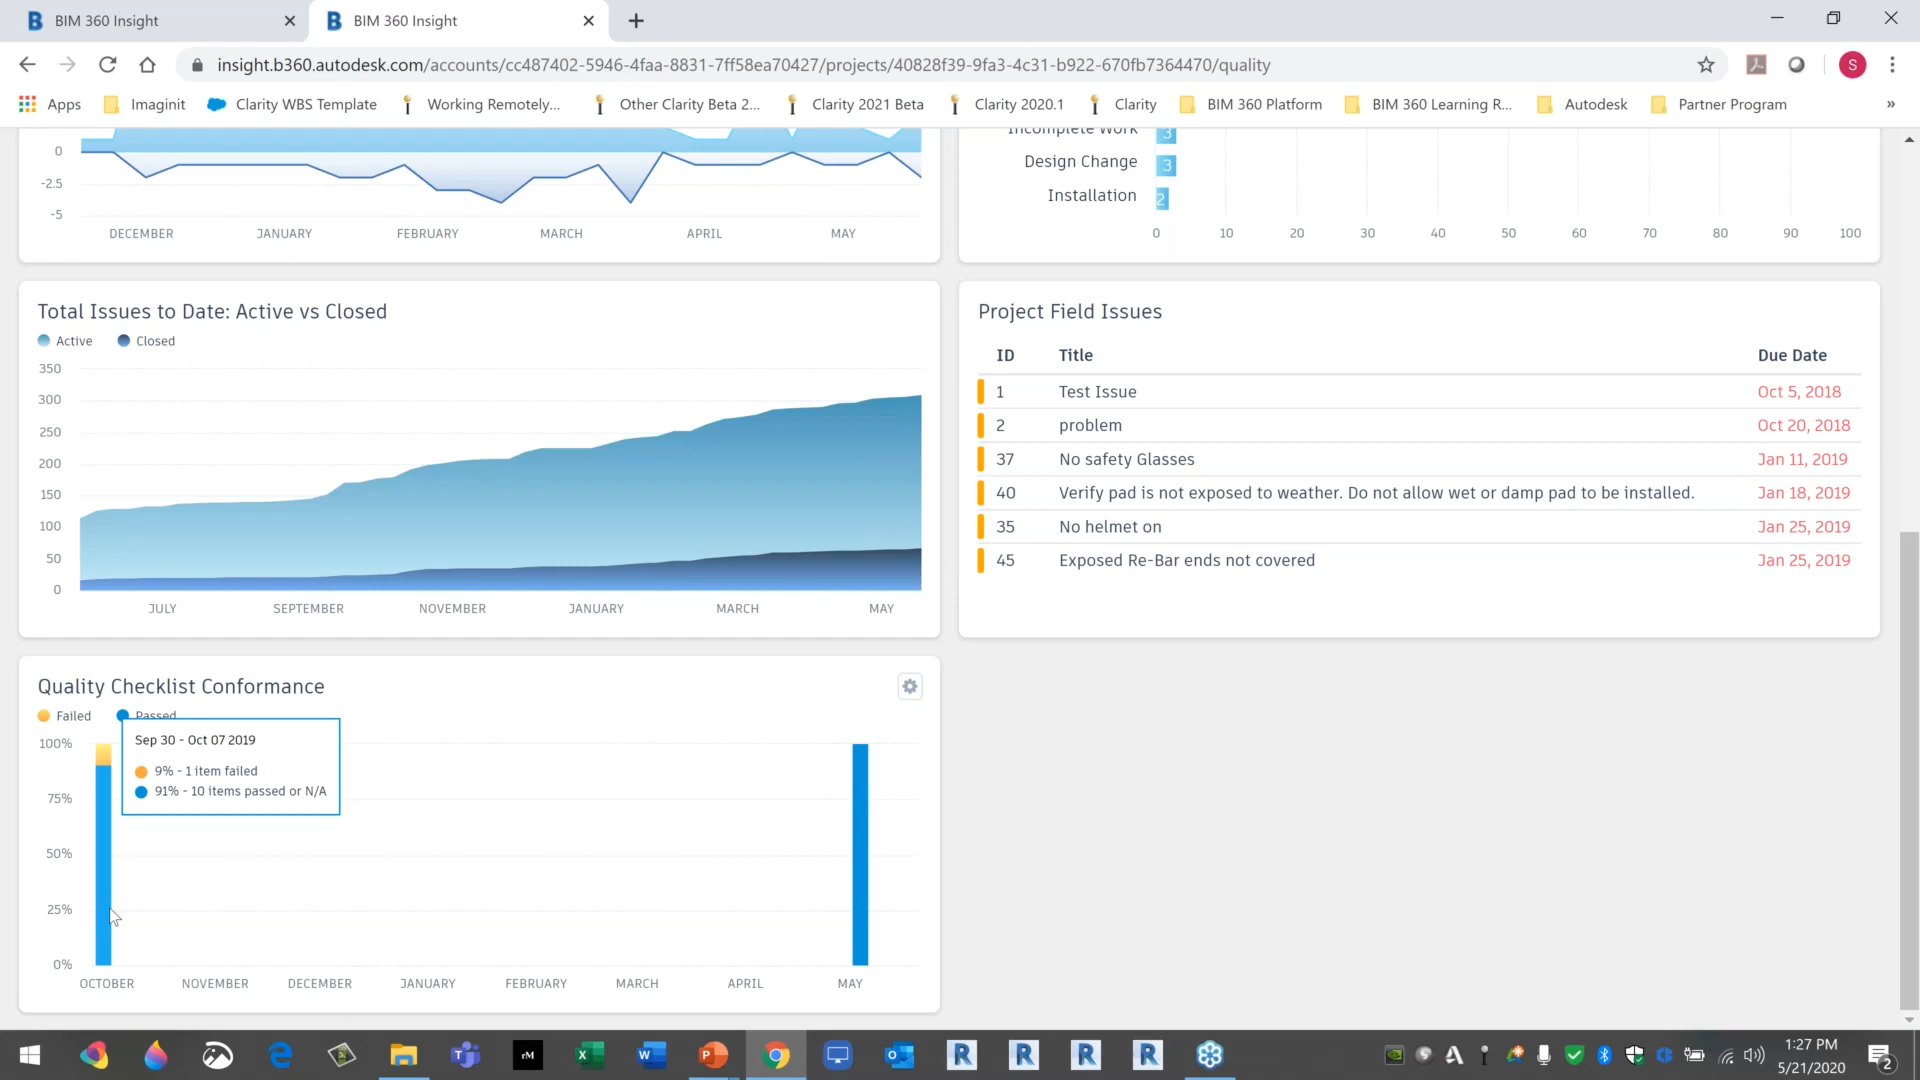 BIM 360 Insight
BIM 360 Insight
insight.b360.autodesk.com/accounts/cc487402-5946-4faa-8831-7ff58ea70427/projects/40828f39-9fa3-4c31-b922-670fb7364470/quality
S
Apps Imaginit Clarity WBS Template Working Remotely... Other Clarity Beta 2... Clarity 2021 Beta Clarity 2020.1 Clarity BIM 360 Platform BIM 360 Learning R... Autodesk Partner Program »
0
-2.5
-5
DECEMBER JANUARY FEBRUARY MARCH APRIL MAY
Incomplete Work 3
Design Change 3
Installation 2
0 10 20 30 40 50 60 70 80 90 100
Total Issues to Date: Active vs Closed
Active Closed
350
300
250
200
150
100
50
0
JULY SEPTEMBER NOVEMBER JANUARY MARCH MAY
Project Field Issues
ID Title Due Date
1 Test Issue Oct 5, 2018
2 problem Oct 20, 2018
37 No safety Glasses Jan 11, 2019
40 Verify pad is not exposed to weather. Do not allow wet or damp pad to be installed. Jan 18, 2019
35 No helmet on Jan 25, 2019
45 Exposed Re-Bar ends not covered Jan 25, 2019
Quality Checklist Conformance
Failed Passed
100%
75%
50%
25%
0%
Sep 30 - Oct 07 2019
9% - 1 item failed
91% - 10 items passed or N/A
OCTOBER NOVEMBER DECEMBER JANUARY FEBRUARY MARCH APRIL MAY
rM
1:27 PM
5/21/2020
2